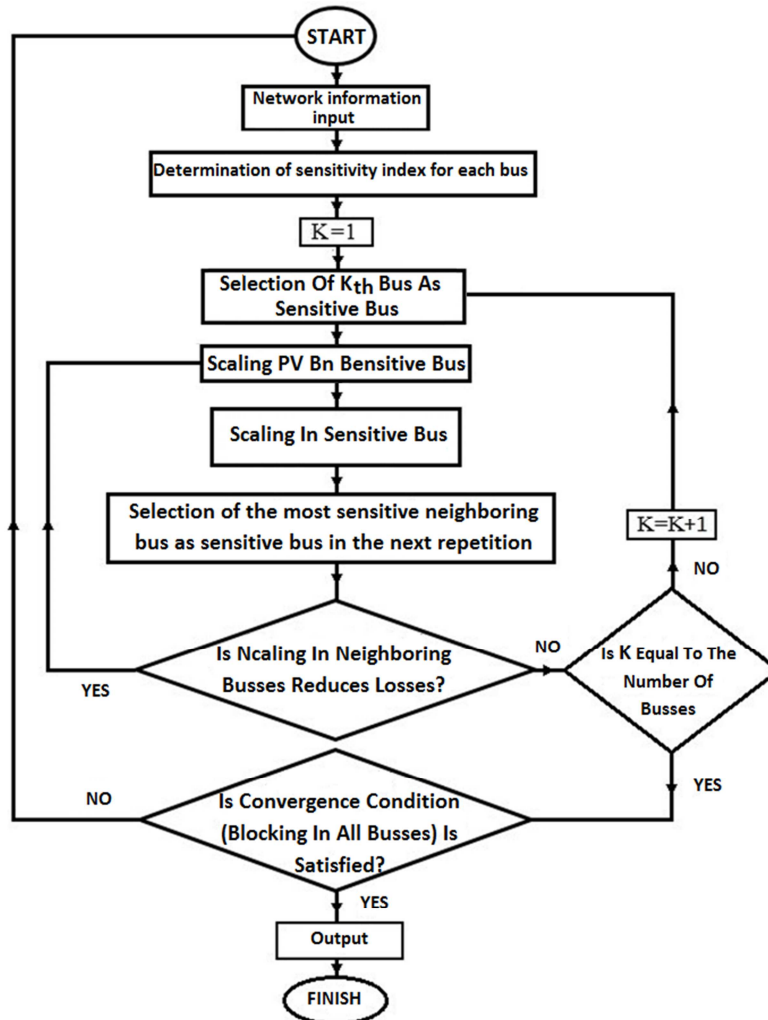 START
Network information
input
Determination of sensitivity index for each bus
K=1
Selection Of Kth Bus As
Sensitive Bus
Scaling PV Bn Bensitive Bus
Scaling In Sensitive Bus
Selection of the most sensitive neighboring
bus as sensitive bus in the next repetition
K=K+1
NO
Is Ncaling In Neighboring
Busses Reduces Losses?
NO
YES
Is K Equal To The
Number Of
Busses
YES
NO
Is Convergence Condition
(Blocking In All Busses) Is
Satisfied?
YES
Output
FINISH